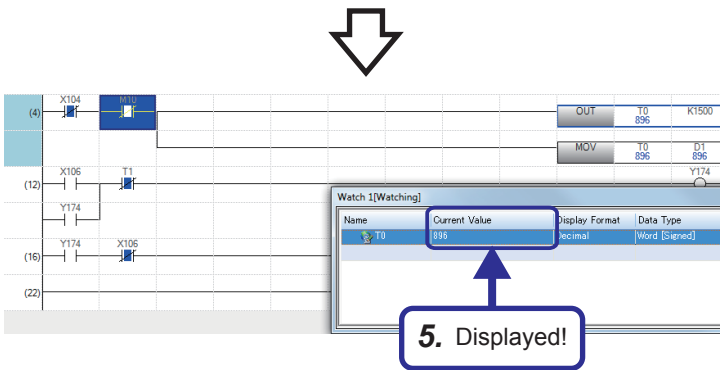 X104 M10
(4) OUT T0 K1500
896
MOV T0 D1
896 896
X106 T1 Y174
(12)
Y174
Watch 1[Watching]
Name Current Value Display Format Data Type
T0 896 Decimal Word [Signed]
Y174 X106
(16)
(22)
5. Displayed!